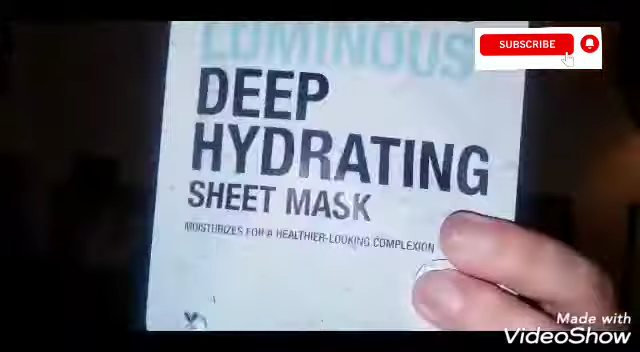 SUBSCRIBE
LUMINOUS
DEEP
HYDRATING
SHEET MASK
MOISTURIZES FOR A HEALTHIER-LOOKING COMPLEXION
Made with
VideoShow